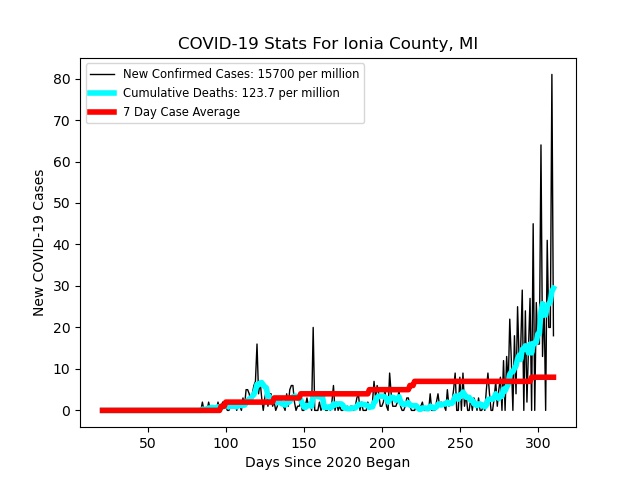 COVID-19 Stats For Ionia County, MI
New Confirmed Cases: 15700 per million
Cumulative Deaths: 123.7 per million
7 Day Case Average
New COVID-19 Cases
80
70
60
50
40
30
20
10
0
50 100 150 200 250 300
Days Since 2020 Began